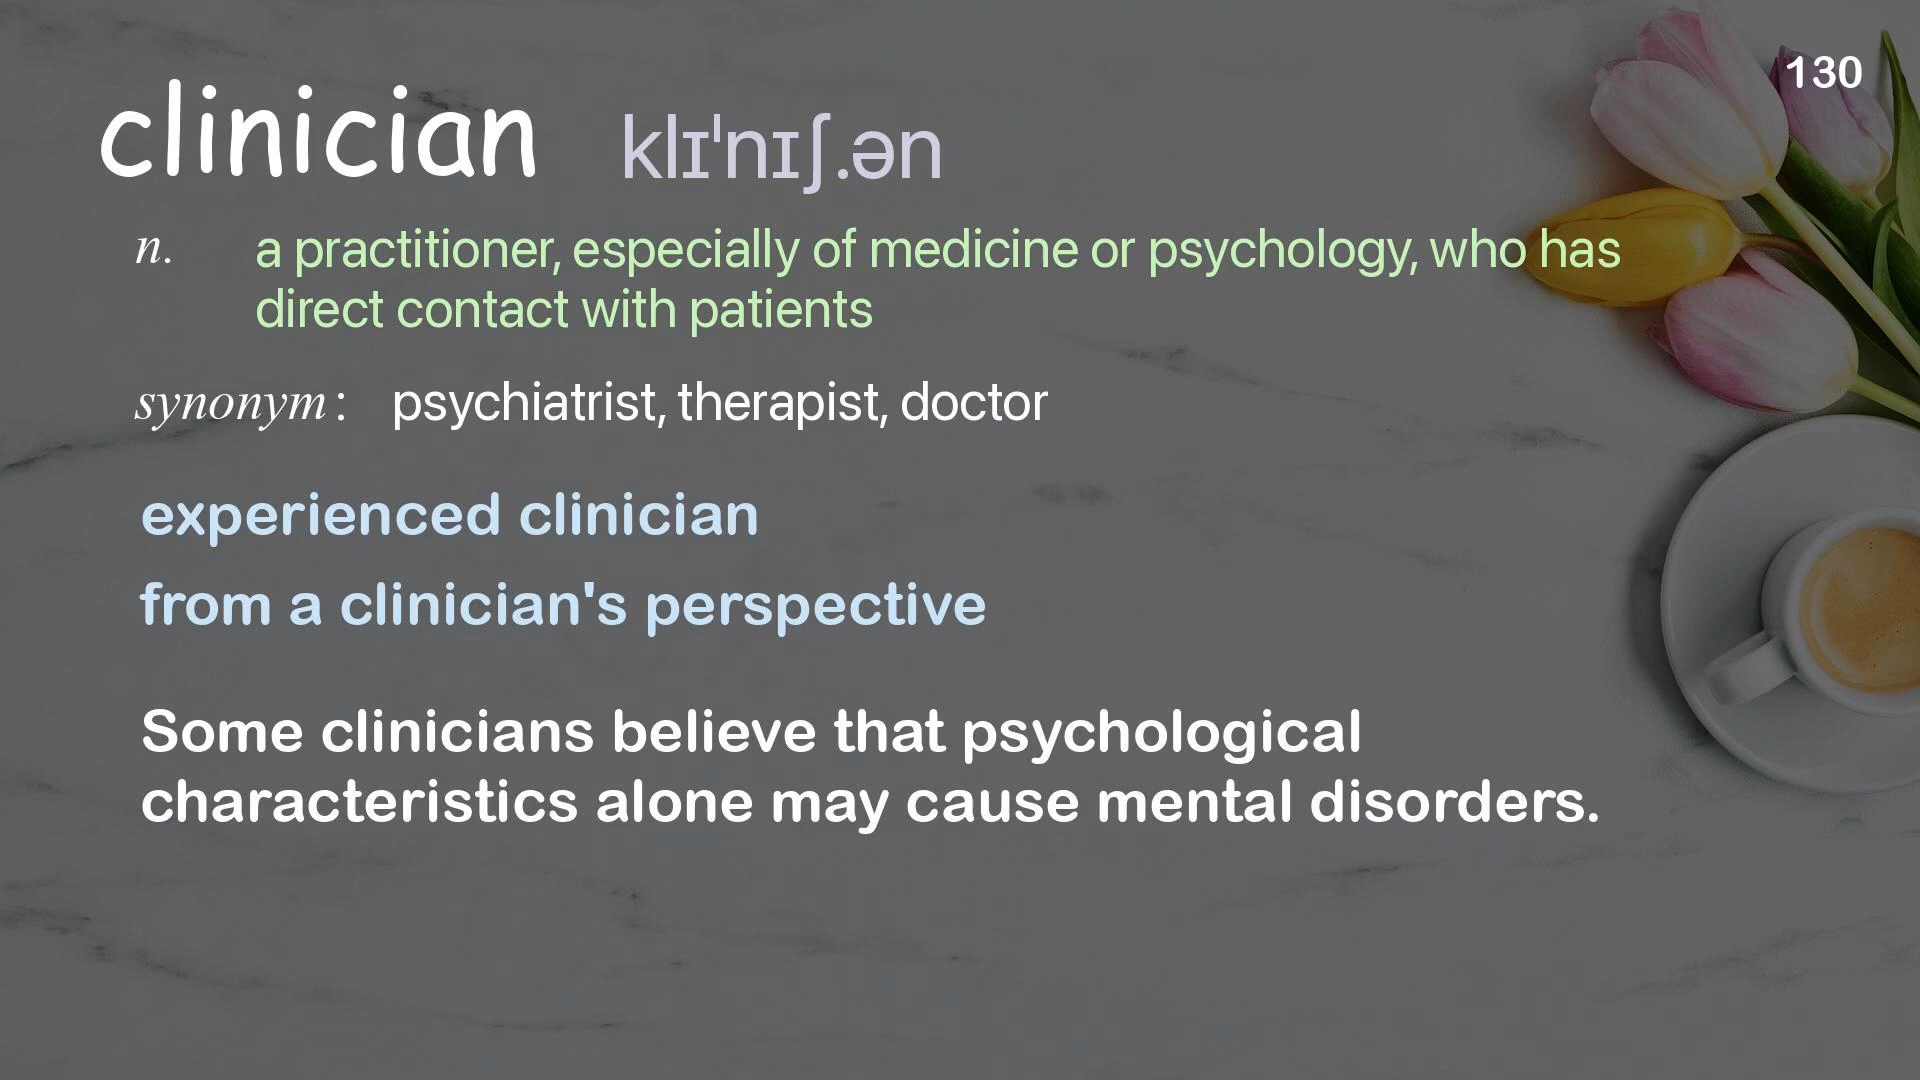 130
clinician klɪˈnɪʃ.ən
n. a practitioner, especially of medicine or psychology, who has
direct contact with patients
synonym: psychiatrist, therapist, doctor
experienced clinician
from a clinician's perspective
Some clinicians believe that psychological
characteristics alone may cause mental disorders.